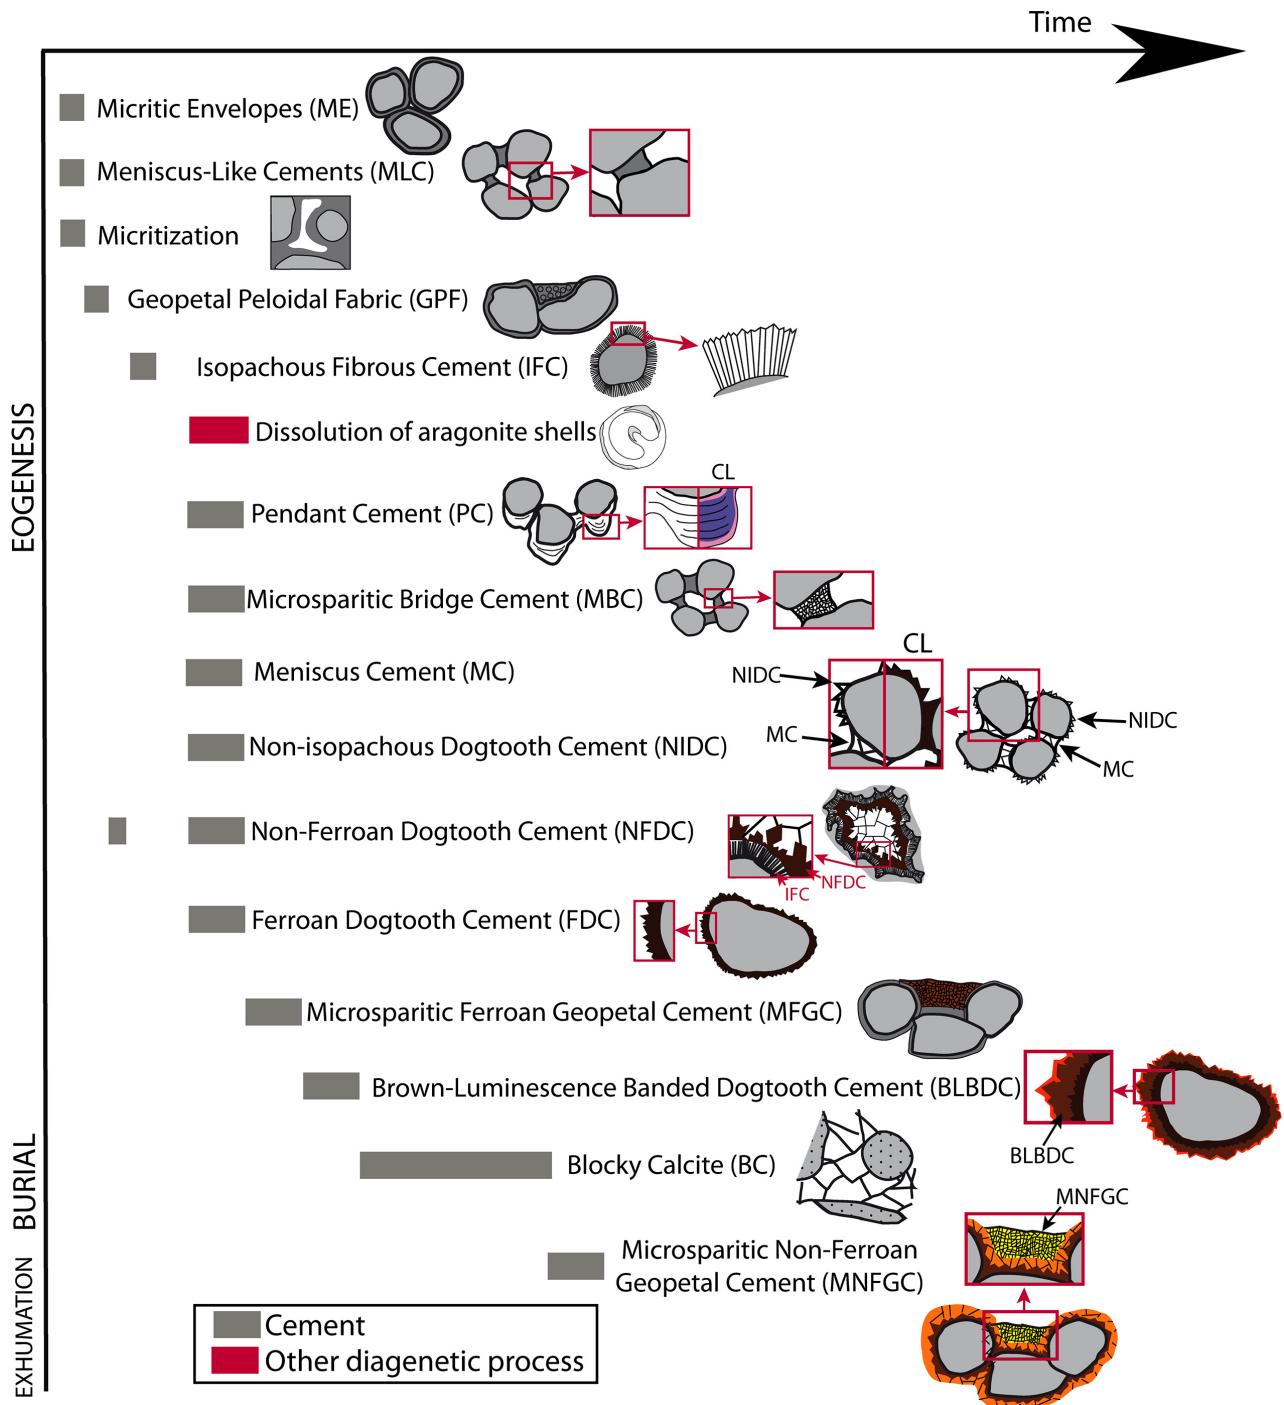 Time
Micritic Envelopes (ME)
Meniscus-Like Cements (MLC)
Micritization
Geopetal Peloidal Fabric (GPF)
Isopachous Fibrous Cement (IFC)
EOGENESIS
Dissolution of aragonite shells
CL
Pendant Cement (PC)
Microsparitic Bridge Cement (MBC)
CL
Meniscus Cement (MC)
NIDC
NIDC
MC
Non-isopachous Dogtooth Cement (NIDC)
MC
Non-Ferroan Dogtooth Cement (NFDC)
NFDC
IFC
Ferroan Dogtooth Cement (FDC)
Microsparitic Ferroan Geopetal Cement (MFGC)
Brown-Luminescence Banded Dogtooth Cement (BLBDC)
BLBDC
BURIAL
Blocky Calcite (BC)
MNFGC
EXHUMATION
Microsparitic Non-Ferroan
Geopetal Cement (MNFGC)
Cement
Other diagenetic process